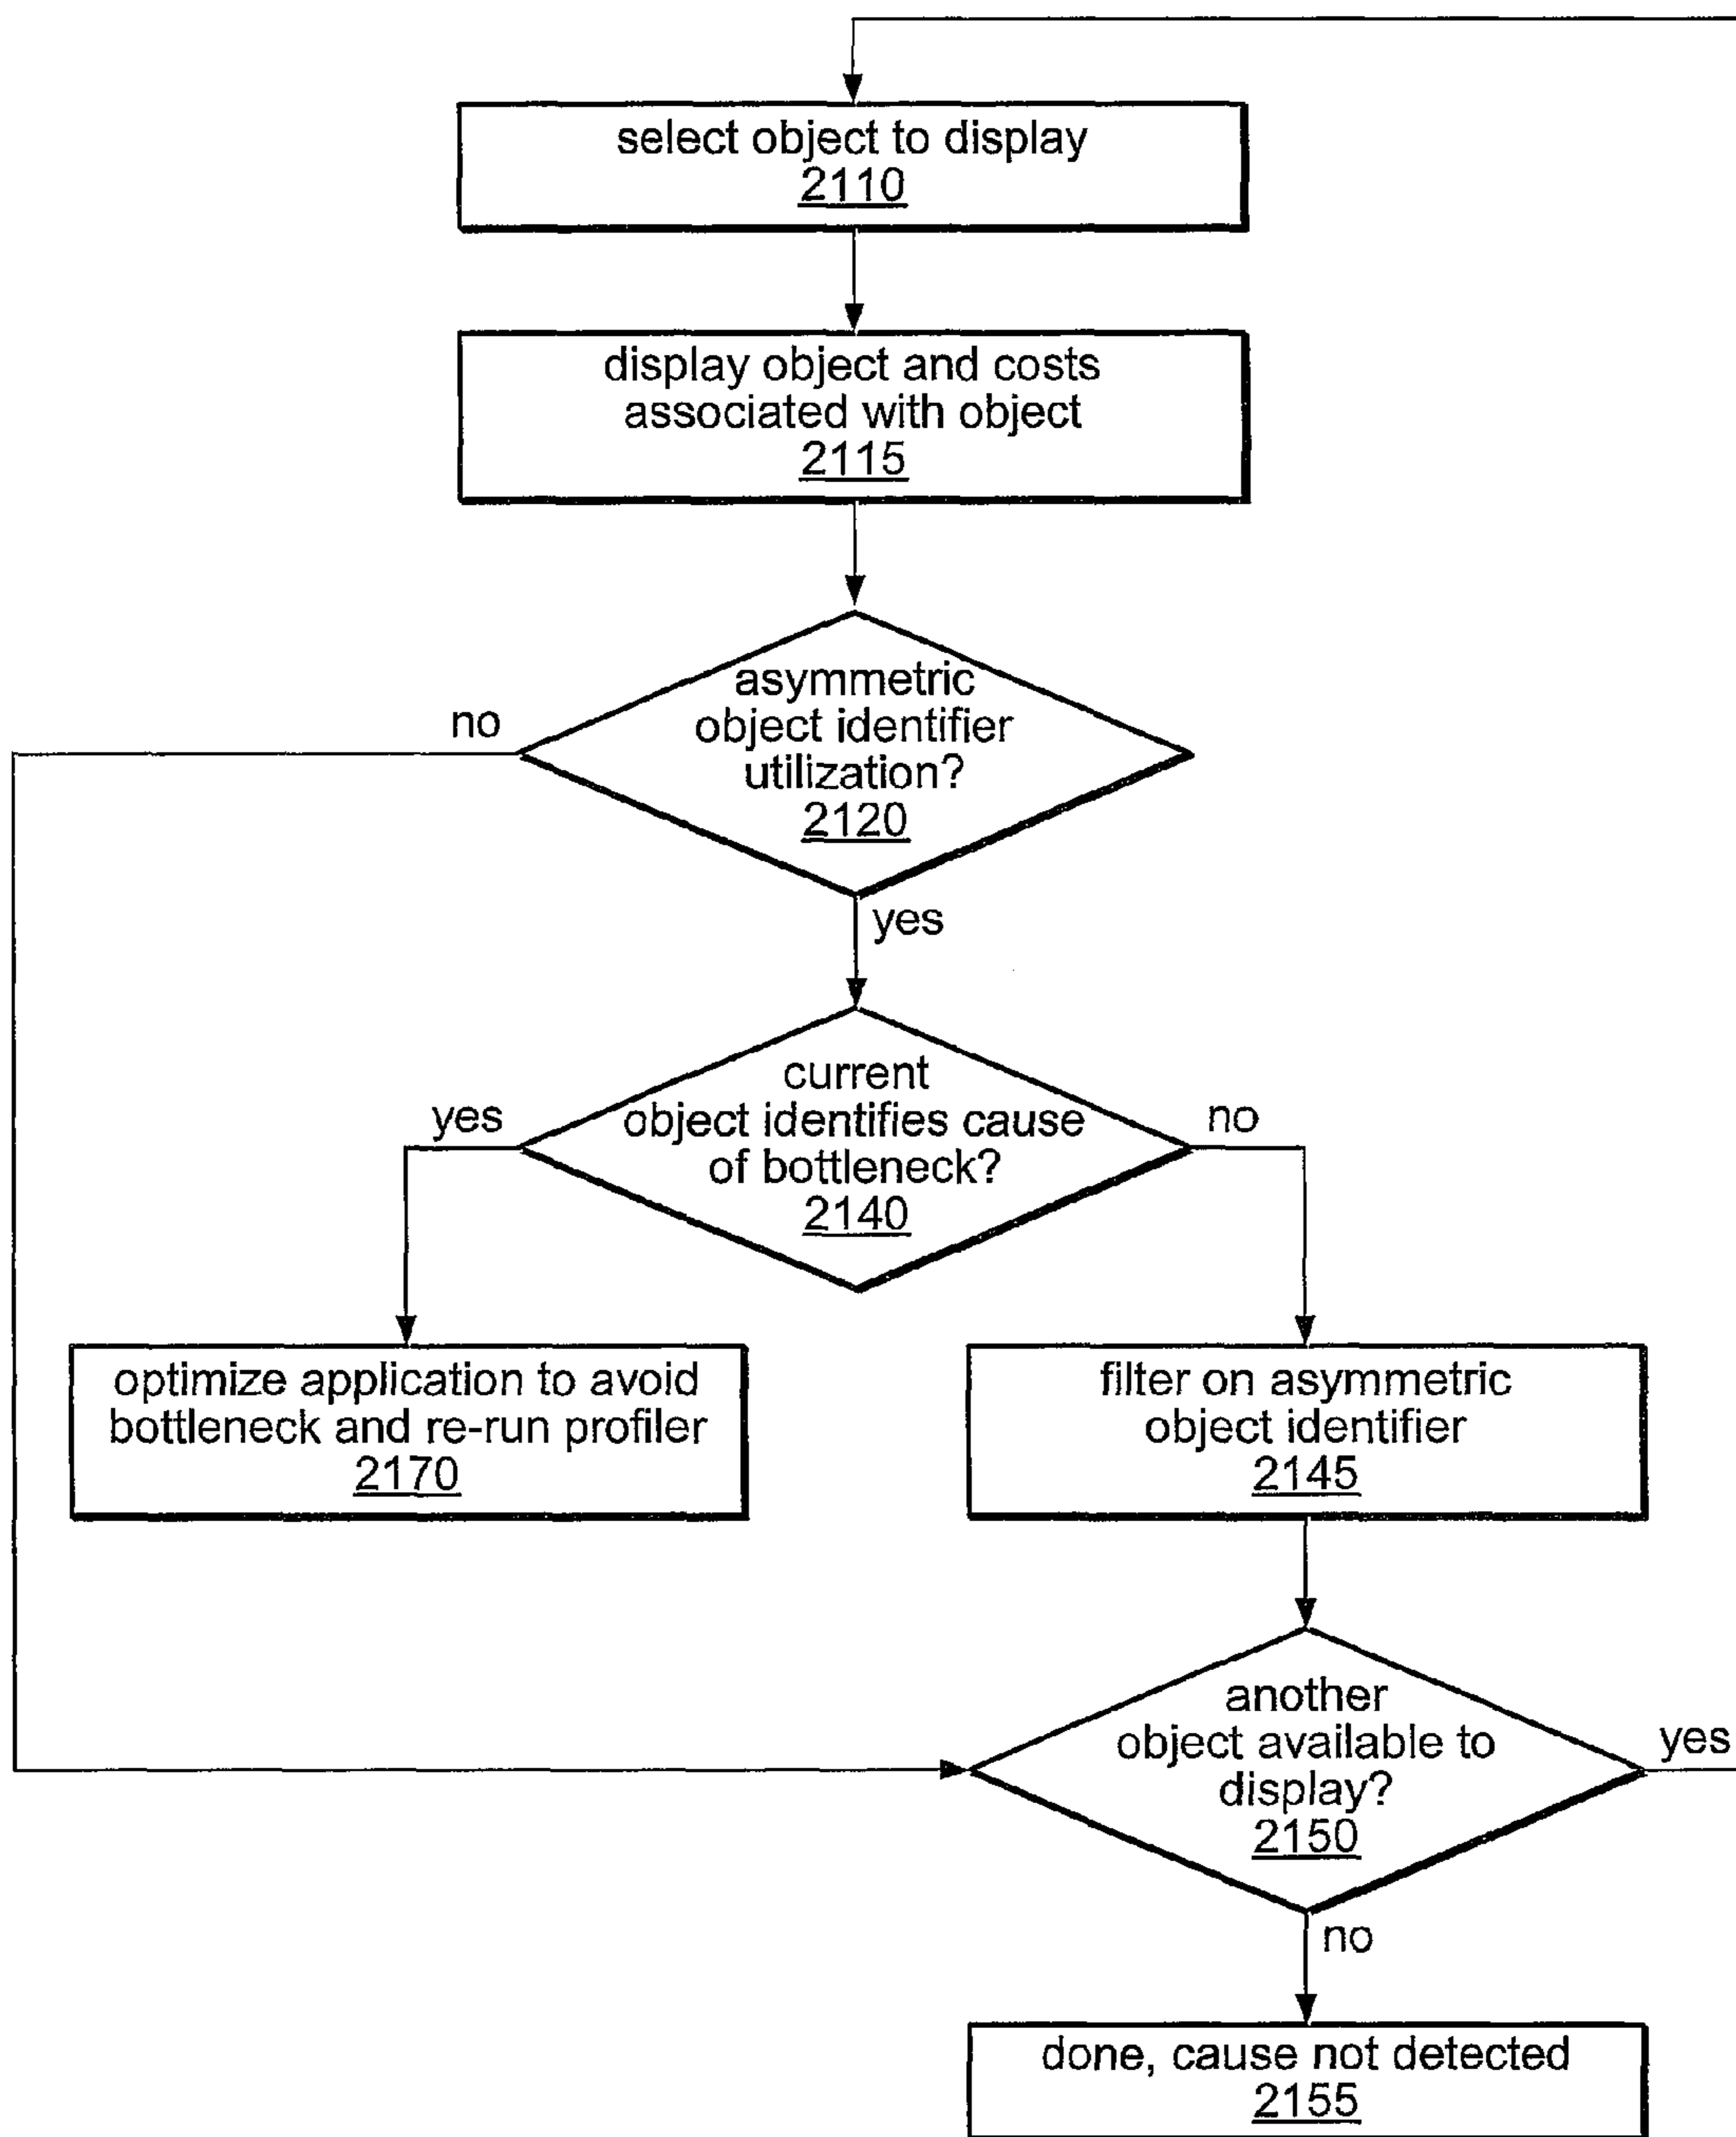 select object to display
2110
display object and costs
associated with object
2115
asymmetric
object identifier
utilization?
2120
no
yes
current
object identifies cause
of bottleneck?
2140
yes
no
optimize application to avoid
bottleneck and re-run profiler
2170
filter on asymmetric
object identifier
2145
another
object available to
display?
2150
yes
no
done, cause not detected
2155